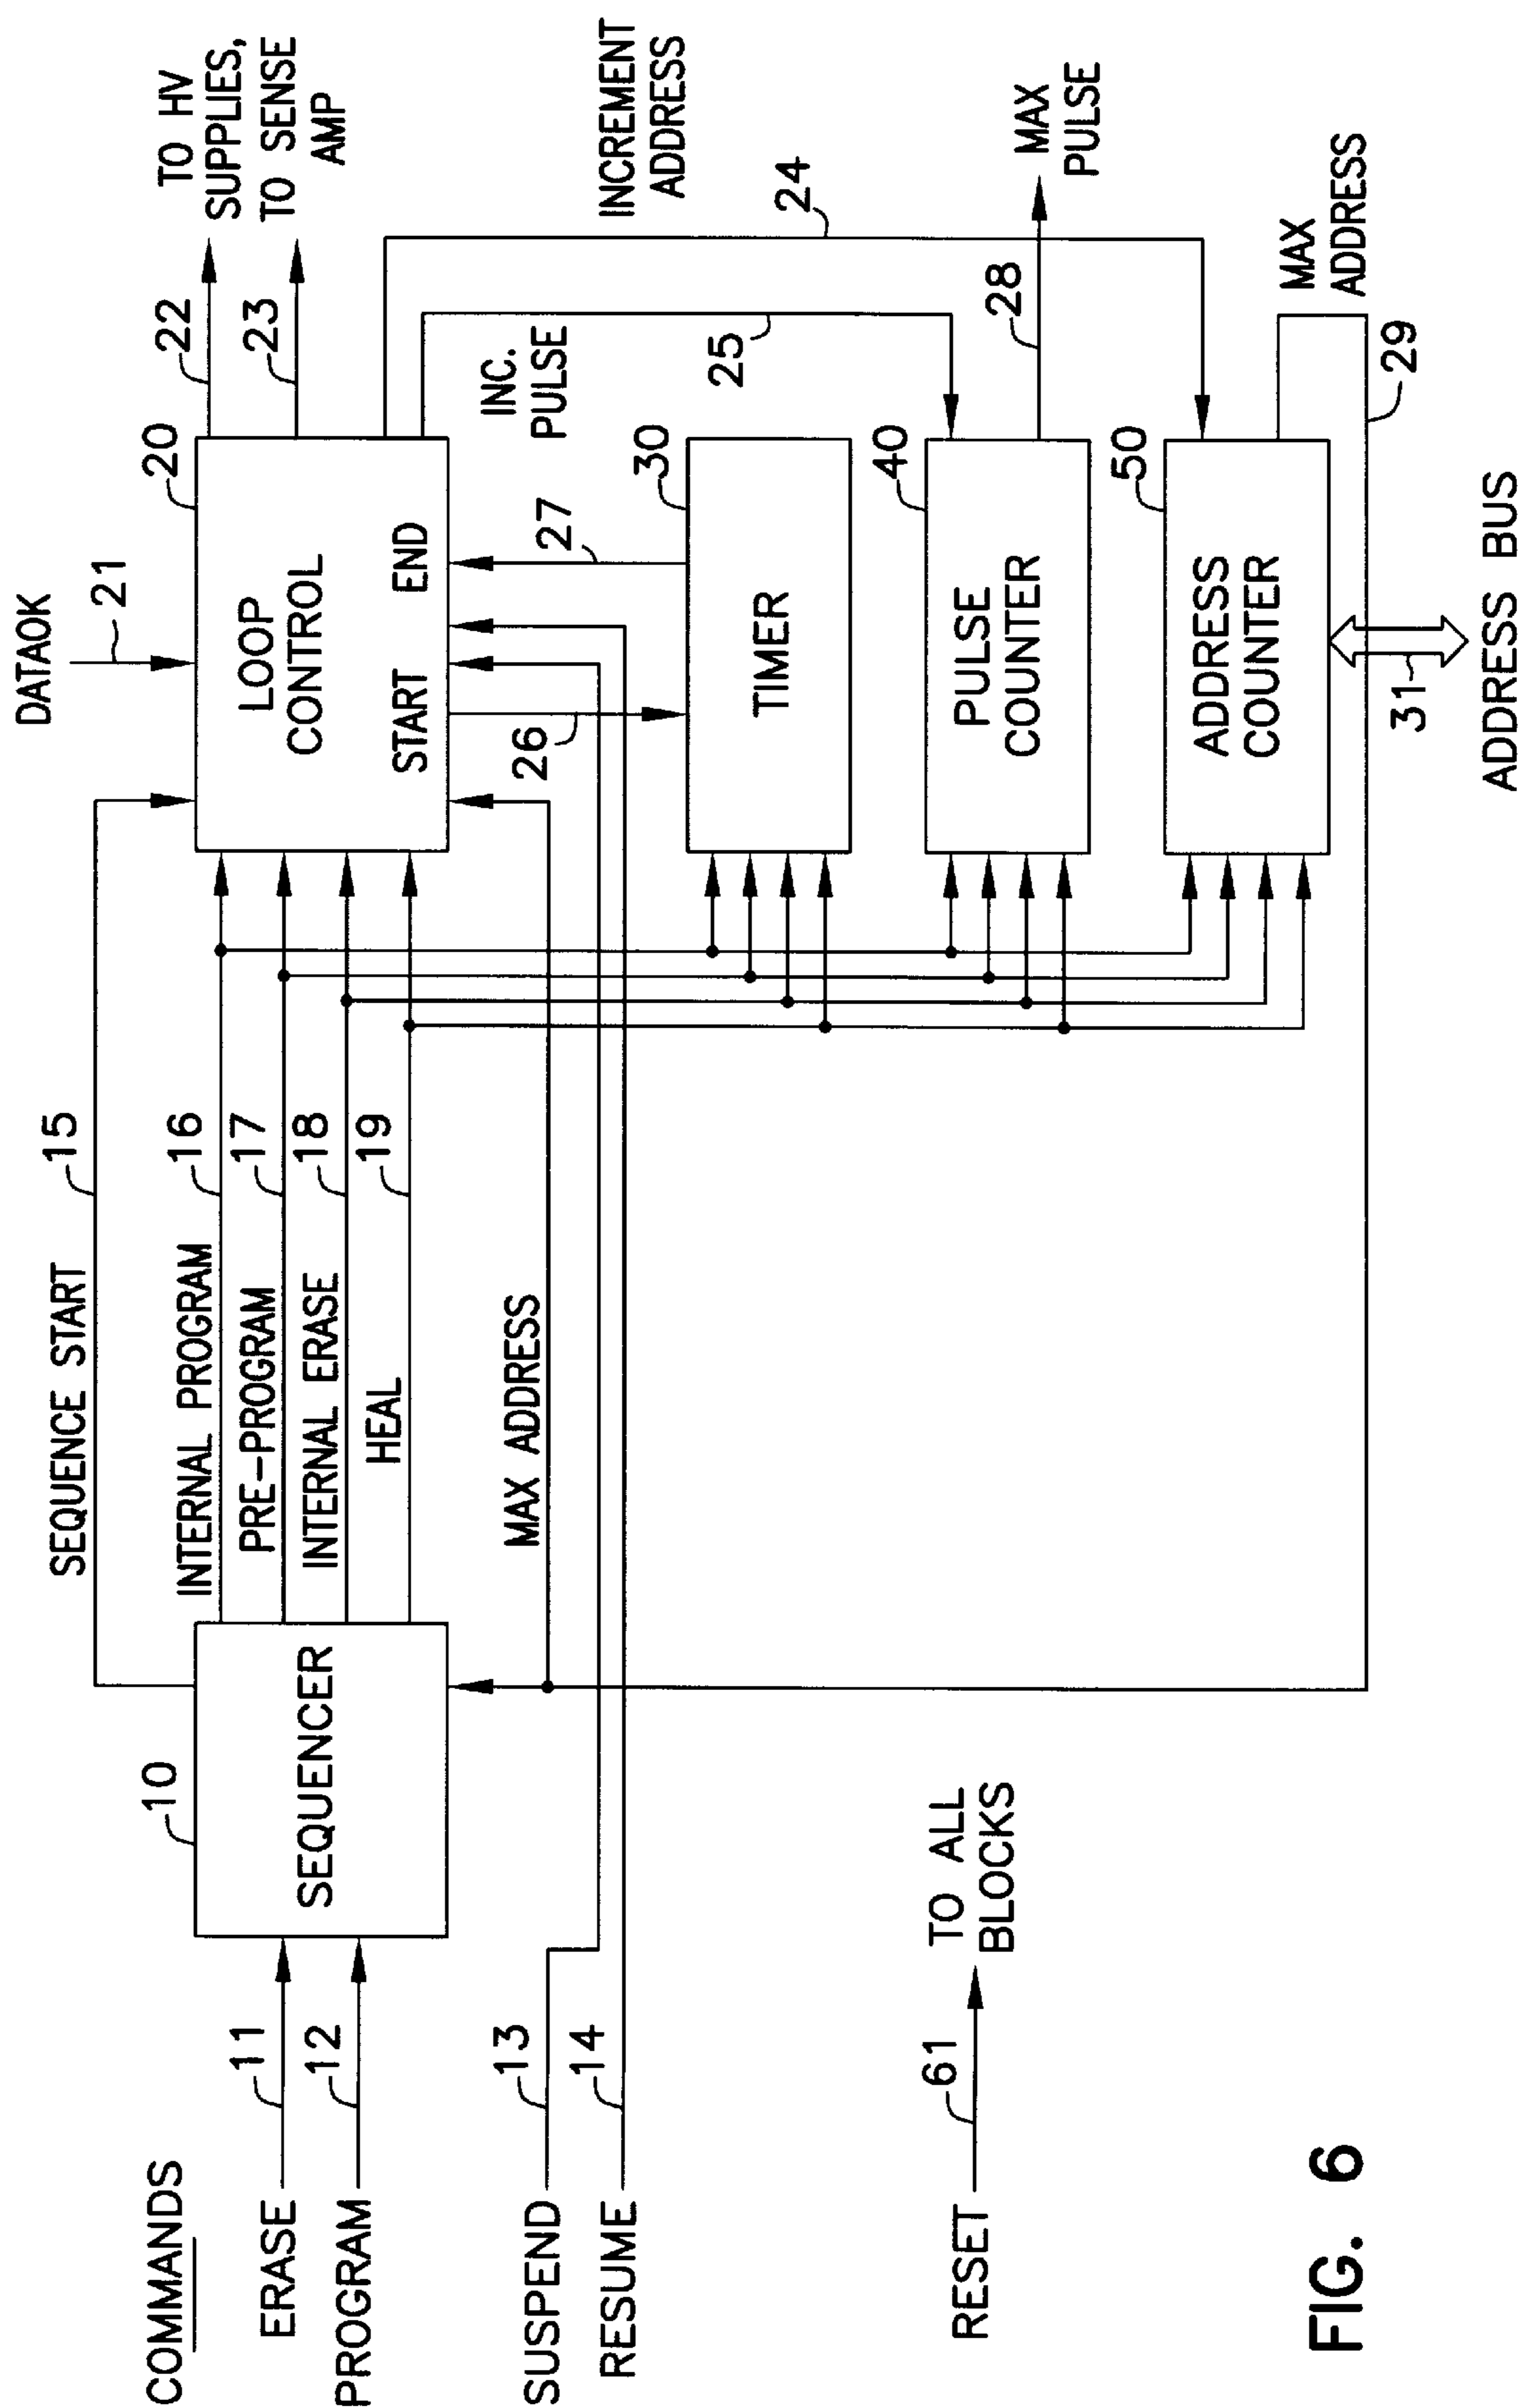 COMMANDS
ERASE
11
PROGRAM
12
SUSPEND
13
RESUME
14
RESET
61
TO ALL
BLOCKS
10
SEQUENCER
SEQUENCE START
15
INTERNAL PROGRAM
16
PRE-PROGRAM
17
INTERNAL ERASE
18
HEAL
19
MAX ADDRESS
DATAOK
21
20
LOOP
CONTROL
START
END
22
TO HV
SUPPLIES,
23
TO SENSE
AMP
INC.
PULSE
25
INCREMENT
ADDRESS
24
26
27
30
TIMER
40
PULSE
COUNTER
28
MAX
PULSE
50
ADDRESS
COUNTER
MAX
ADDRESS
29
31
ADDRESS BUS
FIG. 6